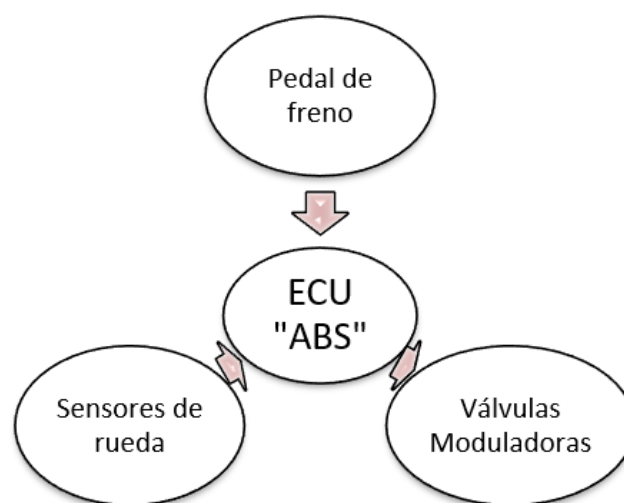 Pedal de
freno
ECU
"ABS"
Sensores de
rueda
Válvulas
Moduladoras